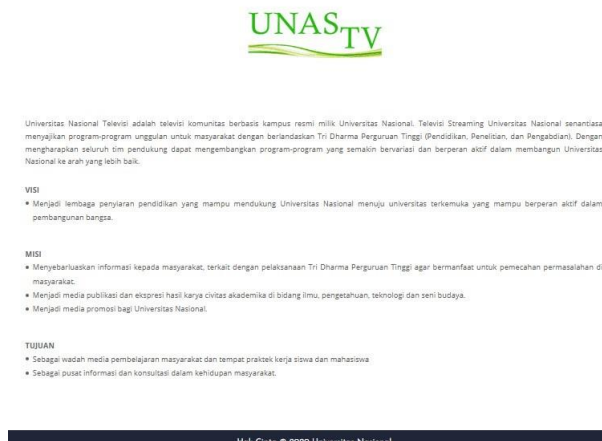 UNAS TV
Universitas Nasional Televisi adalah televisi komunitas berbasis kampus resmi milik Universitas Nasional. Televisi Streaming Universitas Nasional senantiasa
menyajikan program-program unggulan untuk masyarakat dengan berlandaskan Tri Dharma Perguruan Tinggi (Pendidikan, Penelitian, dan Pengabdian), Dengan
mengharapkan seluruh tim pendukung dapat mengembangkan program-program yang semakin bervariasi dan berperan aktif dalam membangun Universitas
Nasional ke arah yang lebih baik.
VISI
• Menjadi lembaga penyiaran pendidikan yang mampu mendukung Universitas Nasional menuju universitas terkemuka yang mampu berperan aktif dalam
pembangunan bangsa.
MISI
• Menyebarluaskan informasi kepada masyarakat, terkait dengan pelaksanaan Tri Dharma Perguruan Tinggi agar bermanfaat untuk pemecahan permasalahan di
masyarakat.
• Menjadi media publikasi dan ekspresi hasil karya civitas akademika di bidang ilmu, pengetahuan, teknologi dan seni budaya.
• Menjadi media promosi bagi Universitas Nasional.
TUJUAN
• Sebagai wadah media pembelajaran masyarakat dan tempat praktek kerja siswa dan mahasiswa
• Sebagai pusat informasi dan konsultasi dalam kehidupan masyarakat.
Hak Cipta © Universitas Nasional